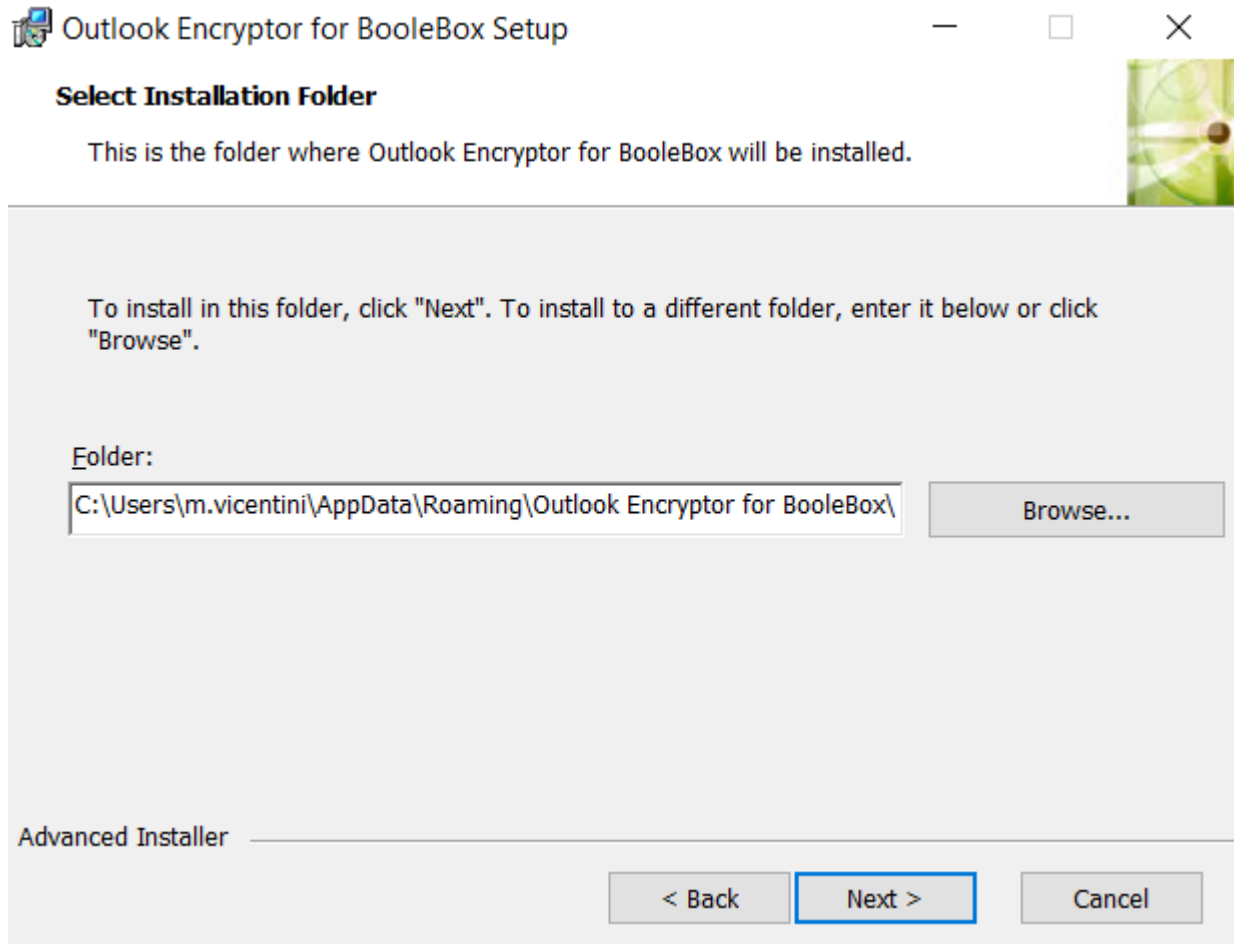 Outlook Encryptor for BooleBox Setup
Select Installation Folder
This is the folder where Outlook Encryptor for BooleBox will be installed.
To install in this folder, click "Next". To install to a different folder, enter it below or click
"Browse".
Folder:
C:\Users\m.vicentini\AppData\Roaming\Outlook Encryptor for BooleBox\
Browse...
Advanced Installer
< Back
Next >
Cancel